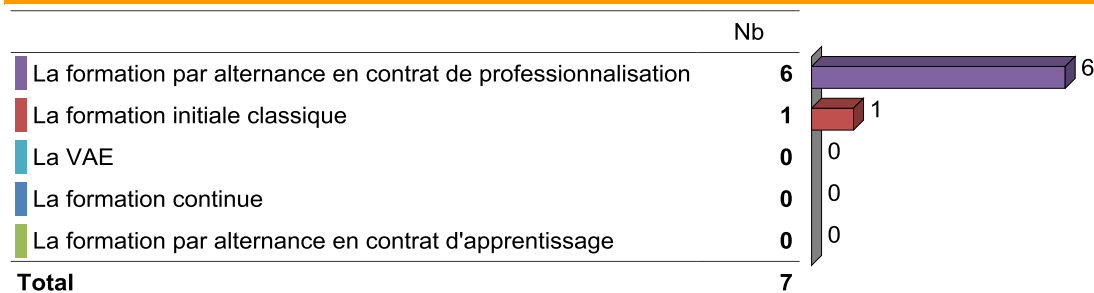 Nb
La formation par alternance en contrat de professionnalisation 6 6
La formation initiale classique 1 1
La VAE 0 0
La formation continue 0 0
La formation par alternance en contrat d'apprentissage 0 0
Total 7